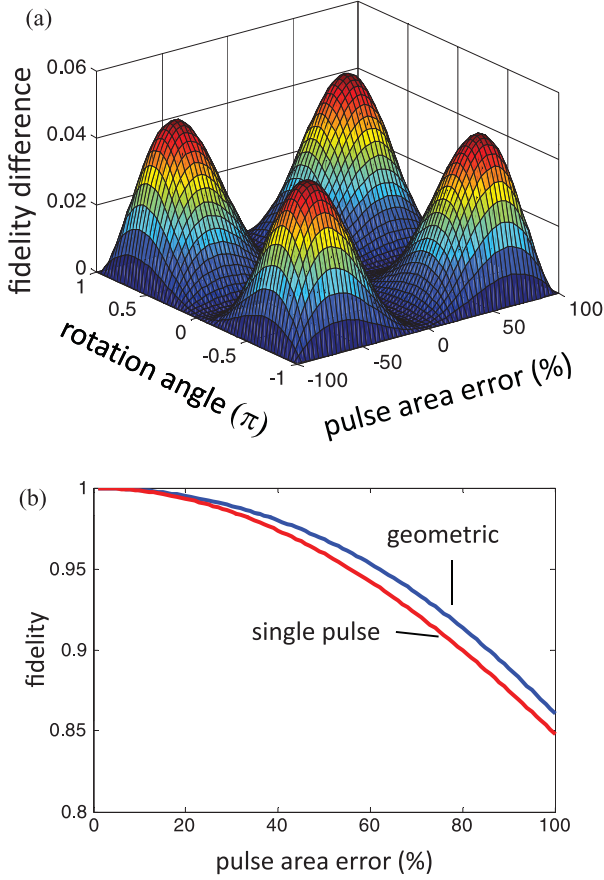 (a)
0.06
0.04
0.02
0
fidelity difference
1
0.5
0
-0.5
-1
rotation angle (π)
-100
-50
0
50
100
pulse area error (%)
(b)
1
0.95
0.9
0.85
0.8
fidelity
geometric
single pulse
0
20
40
60
80
100
pulse area error (%)